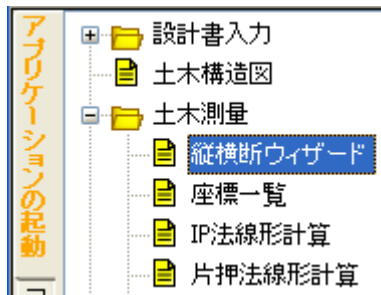 アプリケーションの起動
設計書入力
土木構造図
土木測量
縦横断ウィザード
座標一覧
IP法線形計算
片押法線形計算